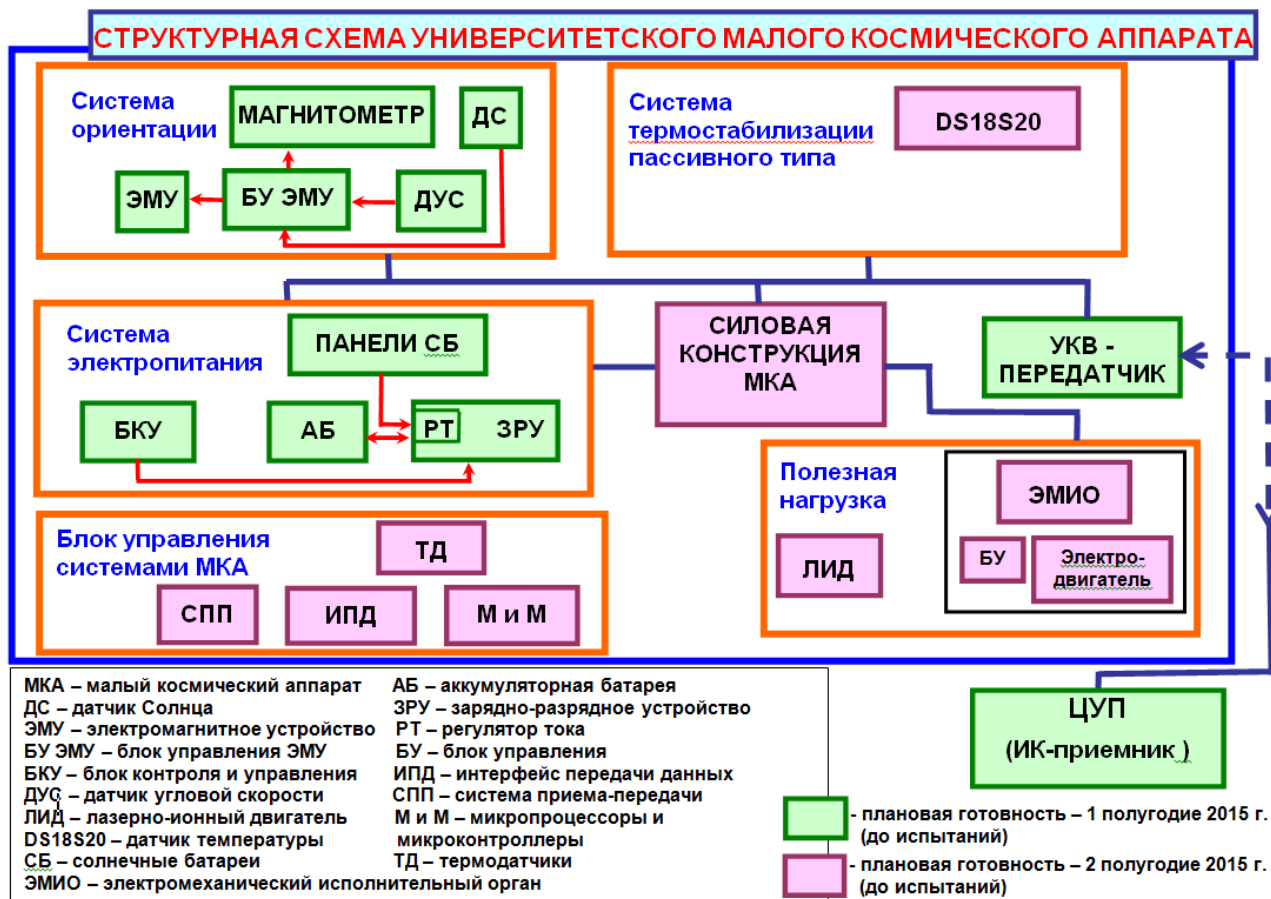 СТРУКТУРНАЯ СХЕМА УНИВЕРСИТЕТСКОГО МАЛОГО КОСМИЧЕСКОГО АППАРАТА
Система
ориентации
МАГНИТОМЕТР
ДС
ЭМУ
БУ ЭМУ
ДУС
Система
термостабилизации
пассивного типа
DS18S20
Система
электропитания
ПАНЕЛИ СБ
БКУ
АБ
РТ
ЗРУ
СИЛОВАЯ
КОНСТРУКЦИЯ
МКА
УКВ -
ПЕРЕДАТЧИК
Блок управления
системами МКА
ТД
СПП
ИПД
М и М
Полезная
нагрузка
ЛИД
ЭМИО
БУ
Электро-
двигатель
ЦУП
(ИК-приемник )
МКА – малый космический аппарат
ДС – датчик Солнца
ЭМУ – электромагнитное устройство
БУ ЭМУ – блок управления ЭМУ
БКУ – блок контроля и управления
ДУС – датчик угловой скорости
ЛИД – лазерно-ионный двигатель
DS18S20 – датчик температуры
СБ – солнечные батареи
ЭМИО – электромеханический исполнительный орган
АБ – аккумуляторная батарея
ЗРУ – зарядно-разрядное устройство
РТ – регулятор тока
БУ – блок управления
ИПД – интерфейс передачи данных
СПП – система приема-передачи
М и М – микропроцессоры и
микроконтроллеры
ТД – термодатчики
- плановая готовность – 1 полугодие 2015 г.
(до испытаний)
- плановая готовность – 2 полугодие 2015 г.
(до испытаний)